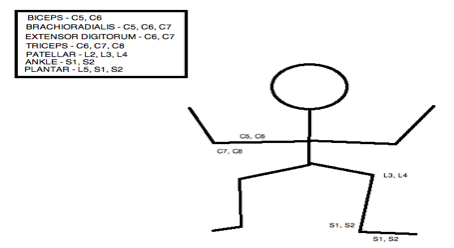 BICEPS - C5, C6
BRACHIORADIALIS - C5, C6, C7
EXTENSOR DIGITORUM - C6, C7
TRICEPS - C6, C7, C8
PATELLAR - L2, L3, L4
ANKLE - S1, S2
PLANTAR - L5, S1, S2
C5, C6
C7, C8
L3, L4
S1, S2
S1, S2